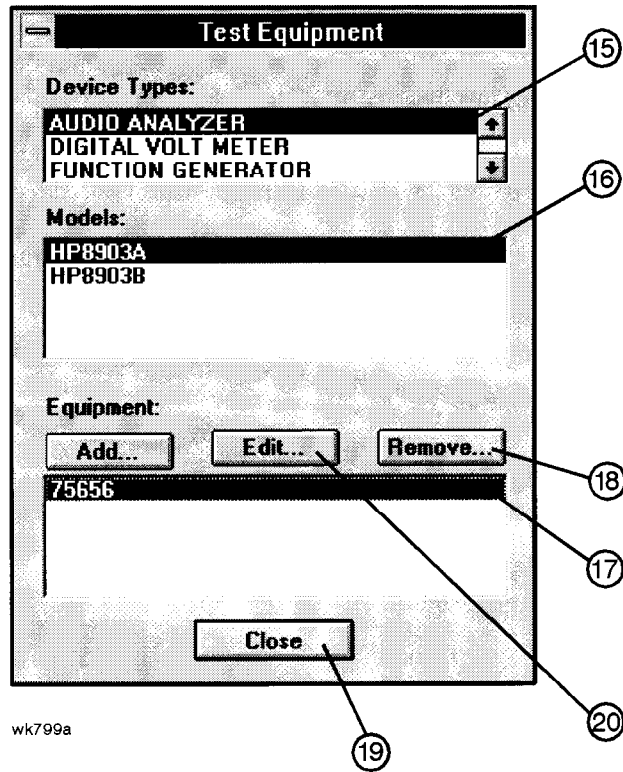 Test Equipment
15
Device Types:
AUDIO ANALYZER
DIGITAL VOLT METER
FUNCTION GENERATOR
16
Models:
HP8903A
HP8903B
Equipment:
Add... Edit... Remove...
18
75656
17
Close
20
wk799a
19